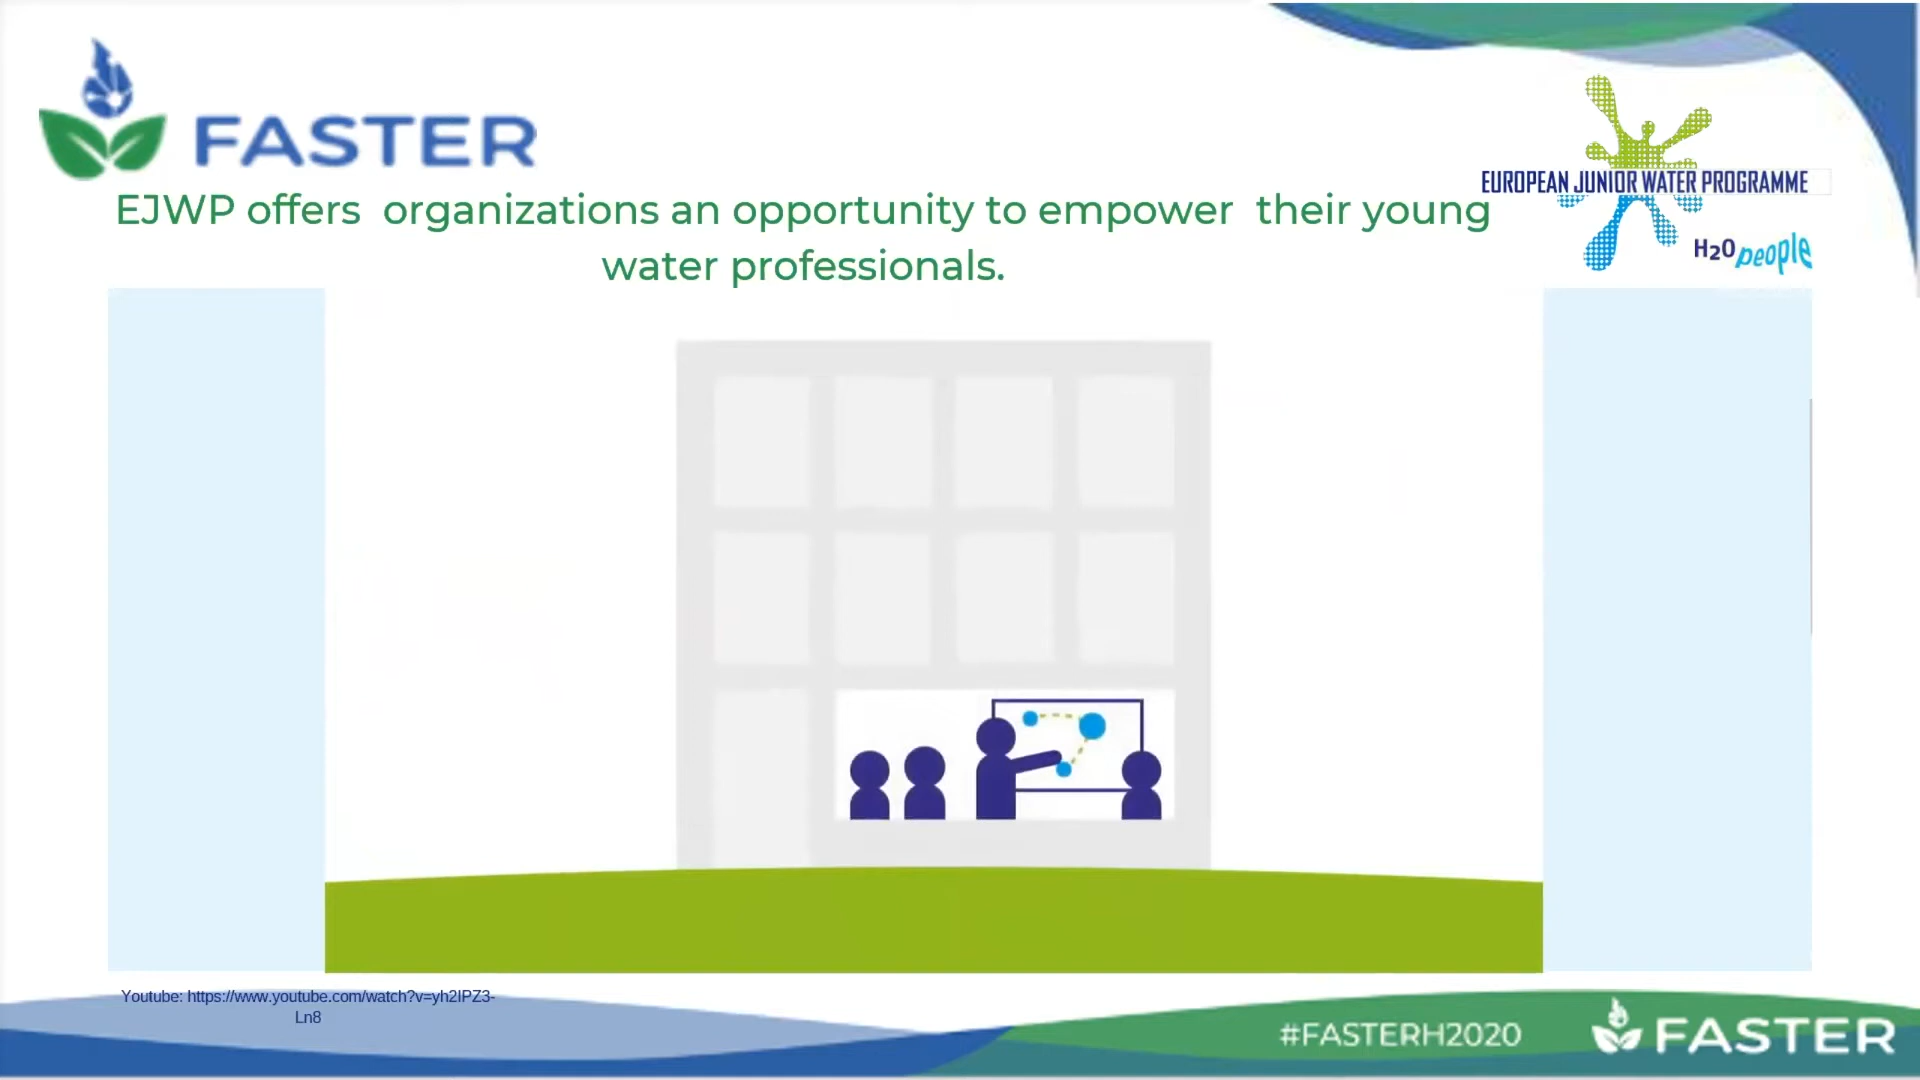 FASTER
EUROPEAN JUNIOR WATER PROGRAMME
EJWP offers organizations an opportunity to empower their young
water professionals.
H2O people
Youtube: https://www.youtube.com/watch?v=yh2IPZ3-
Ln8
#FASTERH2020
FASTER